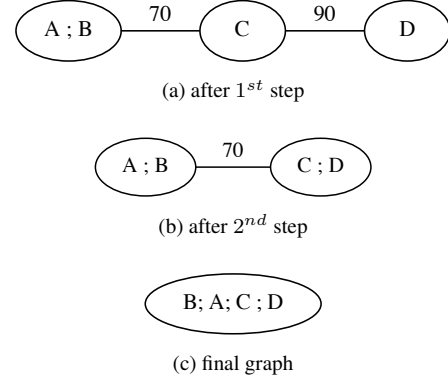 70 90
A ; B C D
(a) after 1st step
70
A ; B C ; D
(b) after 2nd step
B; A; C ; D
(c) final graph